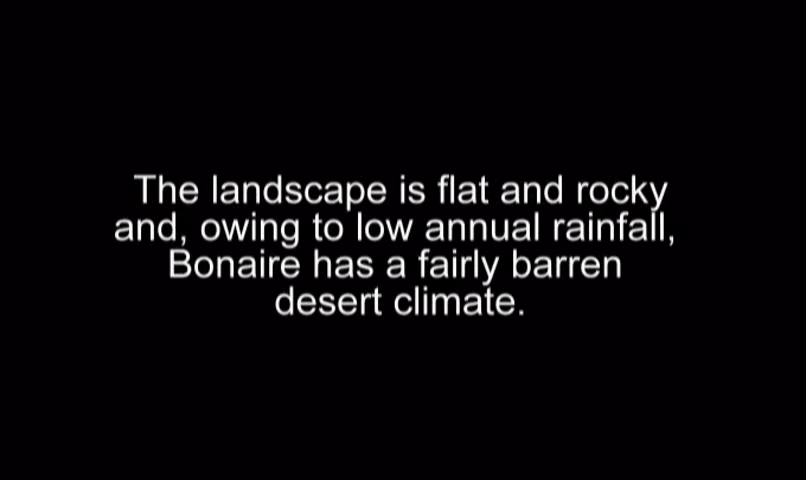 The landscape is flat and rocky
and, owing to low annual rainfall,
Bonaire has a fairly barren
desert climate.